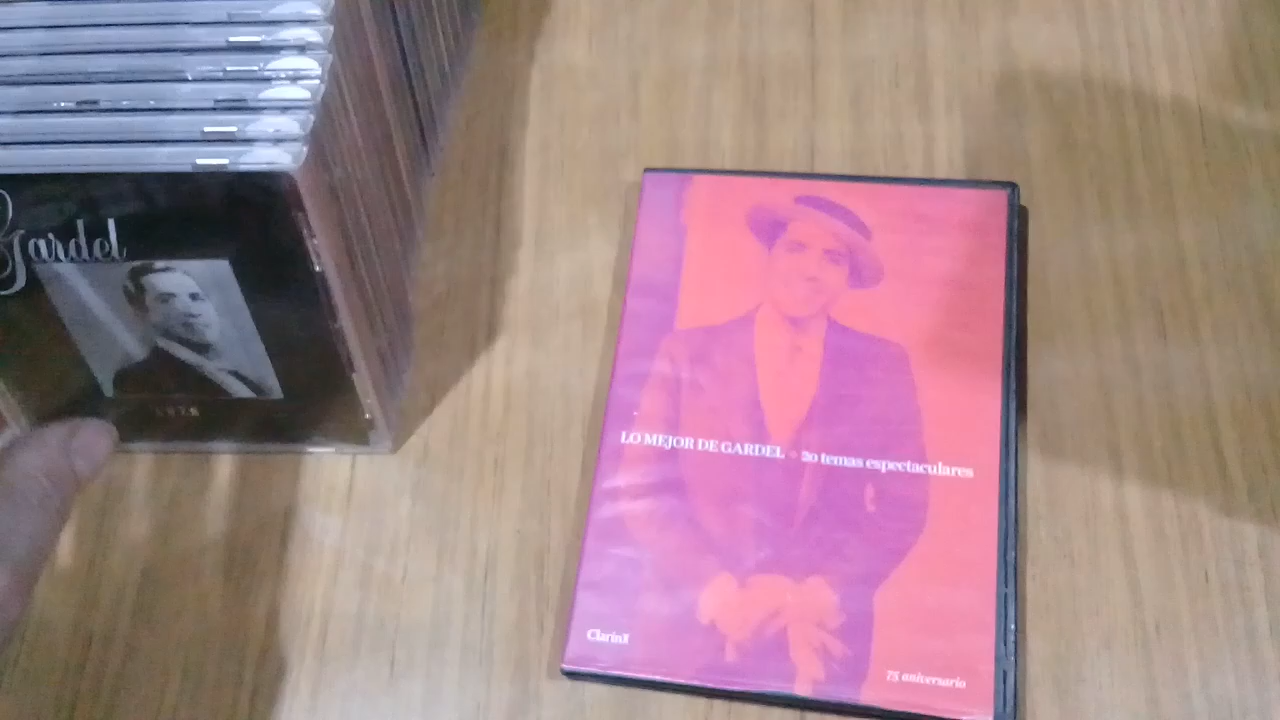 Gardel
LO MEJOR DE GARDEL + 20 temas espectaculares
Clarín
75 aniversario